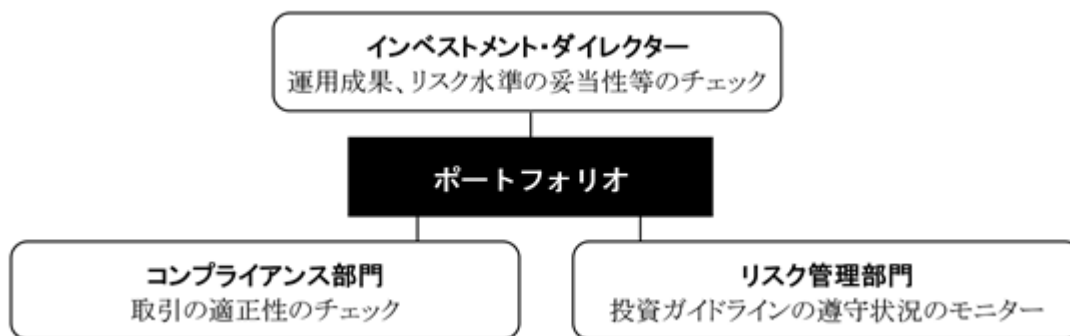 インベストメント・ダイレクター
運用成果、リスク水準の妥当性等のチェック
ポートフォリオ
コンプライアンス部門
取引の適正性のチェック
リスク管理部門
投資ガイドラインの遵守状況のモニター